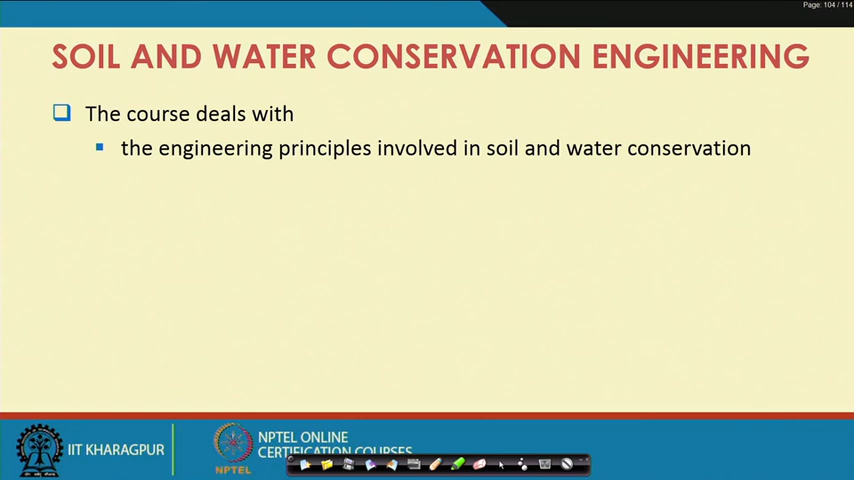 Page: 104 / 114
SOIL AND WATER CONSERVATION ENGINEERING
The course deals with
the engineering principles involved in soil and water conservation
IIT KHARAGPUR
NPTEL
NPTEL ONLINE
CERTIFICATION COURSES